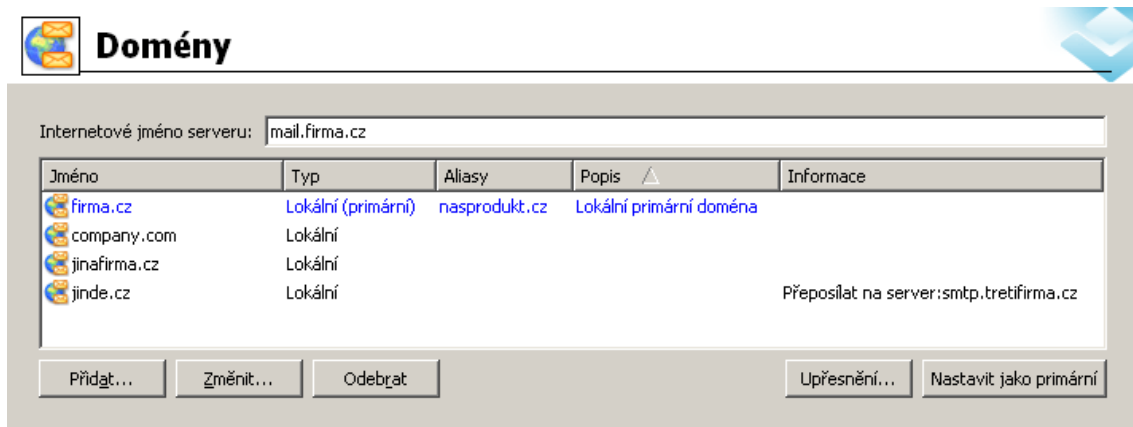 Domény
Internetové jméno serveru: mail.firma.cz
Jméno Typ Aliasy Popis Informace
firma.cz Lokální (primární) nasprodukt.cz Lokální primární doména
company.com Lokální
jinafirma.cz Lokální
jinde.cz Lokální Přeposílat na server:smtp.tretifirma.cz
Přidat... Změnit... Odebrat Upřesnění... Nastavit jako primární